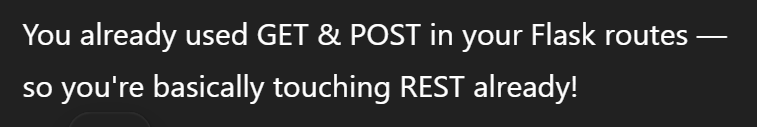 You already used GET & POST in your Flask routes —
so you're basically touching REST already!